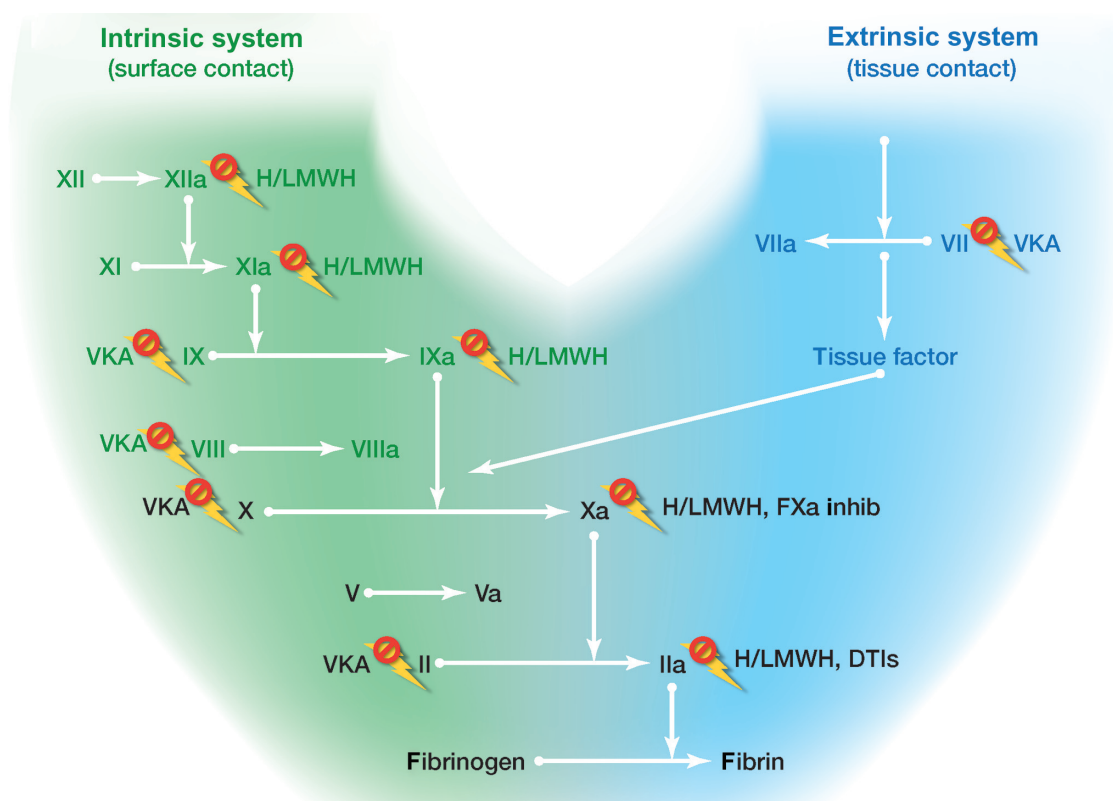 Intrinsic system
(surface contact)
Extrinsic system
(tissue contact)
XII XIIa H/LMWH
VIIa VII VKA
XI XIa H/LMWH
VKA IX IXa H/LMWH
Tissue factor
VKA VIII VIIIa
VKA X Xa H/LMWH, FXa inhib
V Va
VKA II IIa H/LMWH, DTIs
Fibrinogen Fibrin